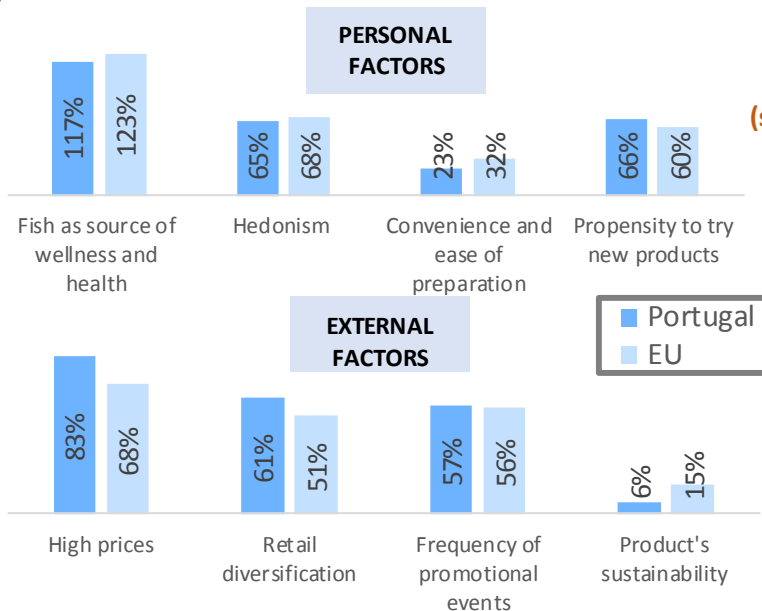 PERSONAL
FACTORS
(s
117%
123%
65%
68%
23%
32%
66%
60%
Fish as source of
wellness and
health
Hedonism
Convenience and
ease of
preparation
Propensity to try
new products
EXTERNAL
FACTORS
Portugal
EU
83%
68%
61%
51%
57%
56%
6%
15%
High prices
Retail
diversification
Frequency of
promotional
events
Product's
sustainability